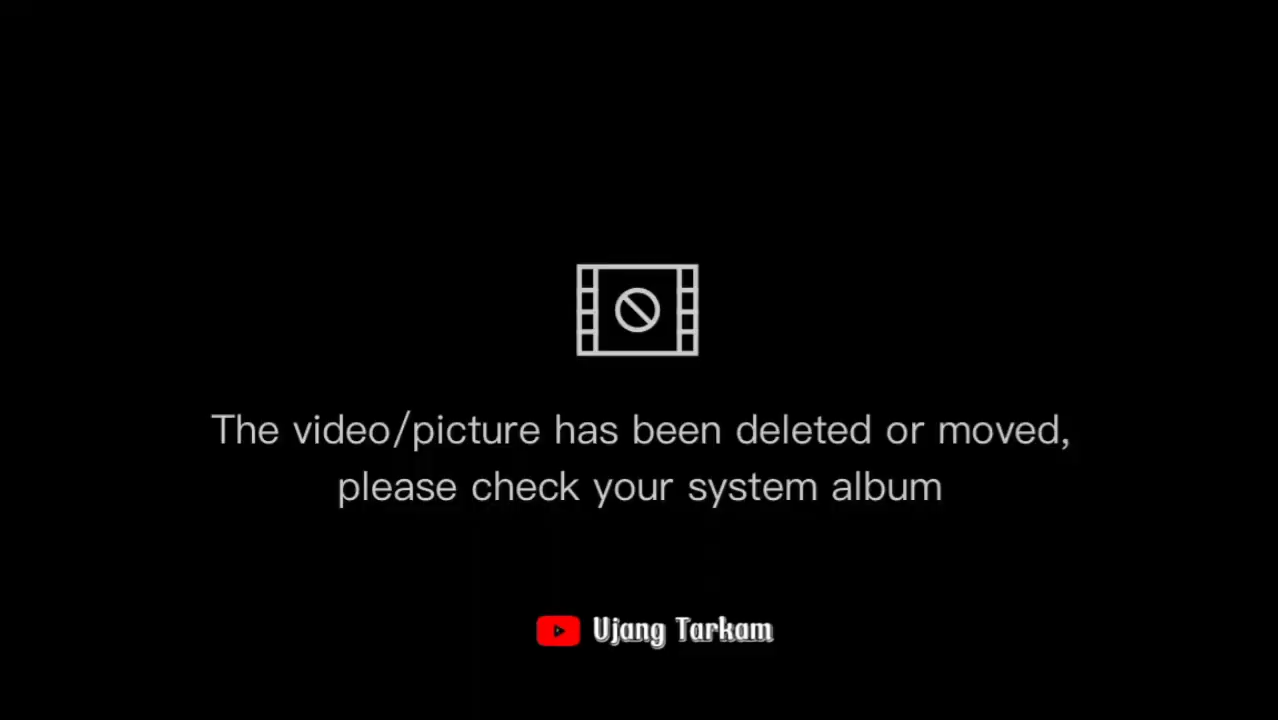 The video/picture has been deleted or moved,
please check your system album
Ujang Tarkam